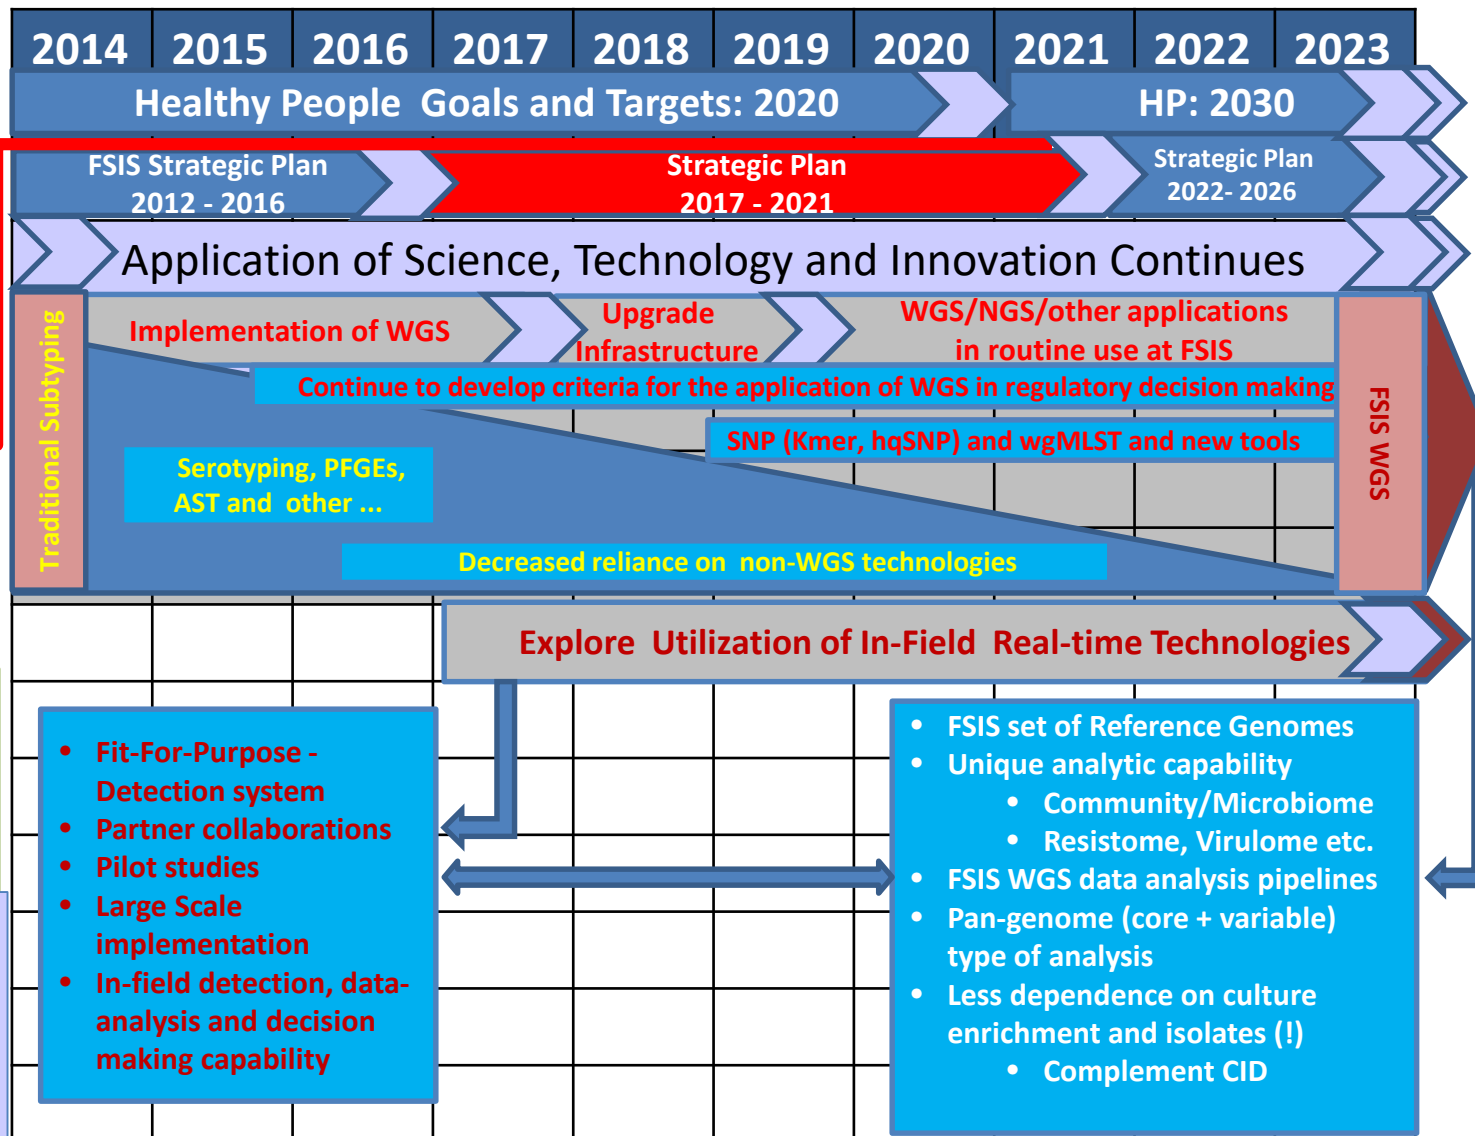 2014 2015 2016 2017 2018 2019 2020 2021 2022 2023
Healthy People Goals and Targets: 2020
HP: 2030
FSIS Strategic Plan
2012 - 2016
Strategic Plan
2017 - 2021
Strategic Plan
2022- 2026
Application of Science, Technology and Innovation Continues
Traditional Subtyping
Implementation of WGS
Upgrade
Infrastructure
WGS/NGS/other applications
in routine use at FSIS
Continue to develop criteria for the application of WGS in regulatory decision making
SNP (Kmer, hqSNP) and wgMLST and new tools
Serotyping, PFGEs,
AST and other ...
Decreased reliance on non-WGS technologies
FSIS WGS
Explore Utilization of In-Field Real-time Technologies
• Fit-For-Purpose -
Detection system
• Partner collaborations
• Pilot studies
• Large Scale
implementation
• In-field detection, data-
analysis and decision
making capability
• FSIS set of Reference Genomes
• Unique analytic capability
• Community/Microbiome
• Resistome, Virulome etc.
• FSIS WGS data analysis pipelines
• Pan-genome (core + variable)
type of analysis
• Less dependence on culture
enrichment and isolates (!)
• Complement CID